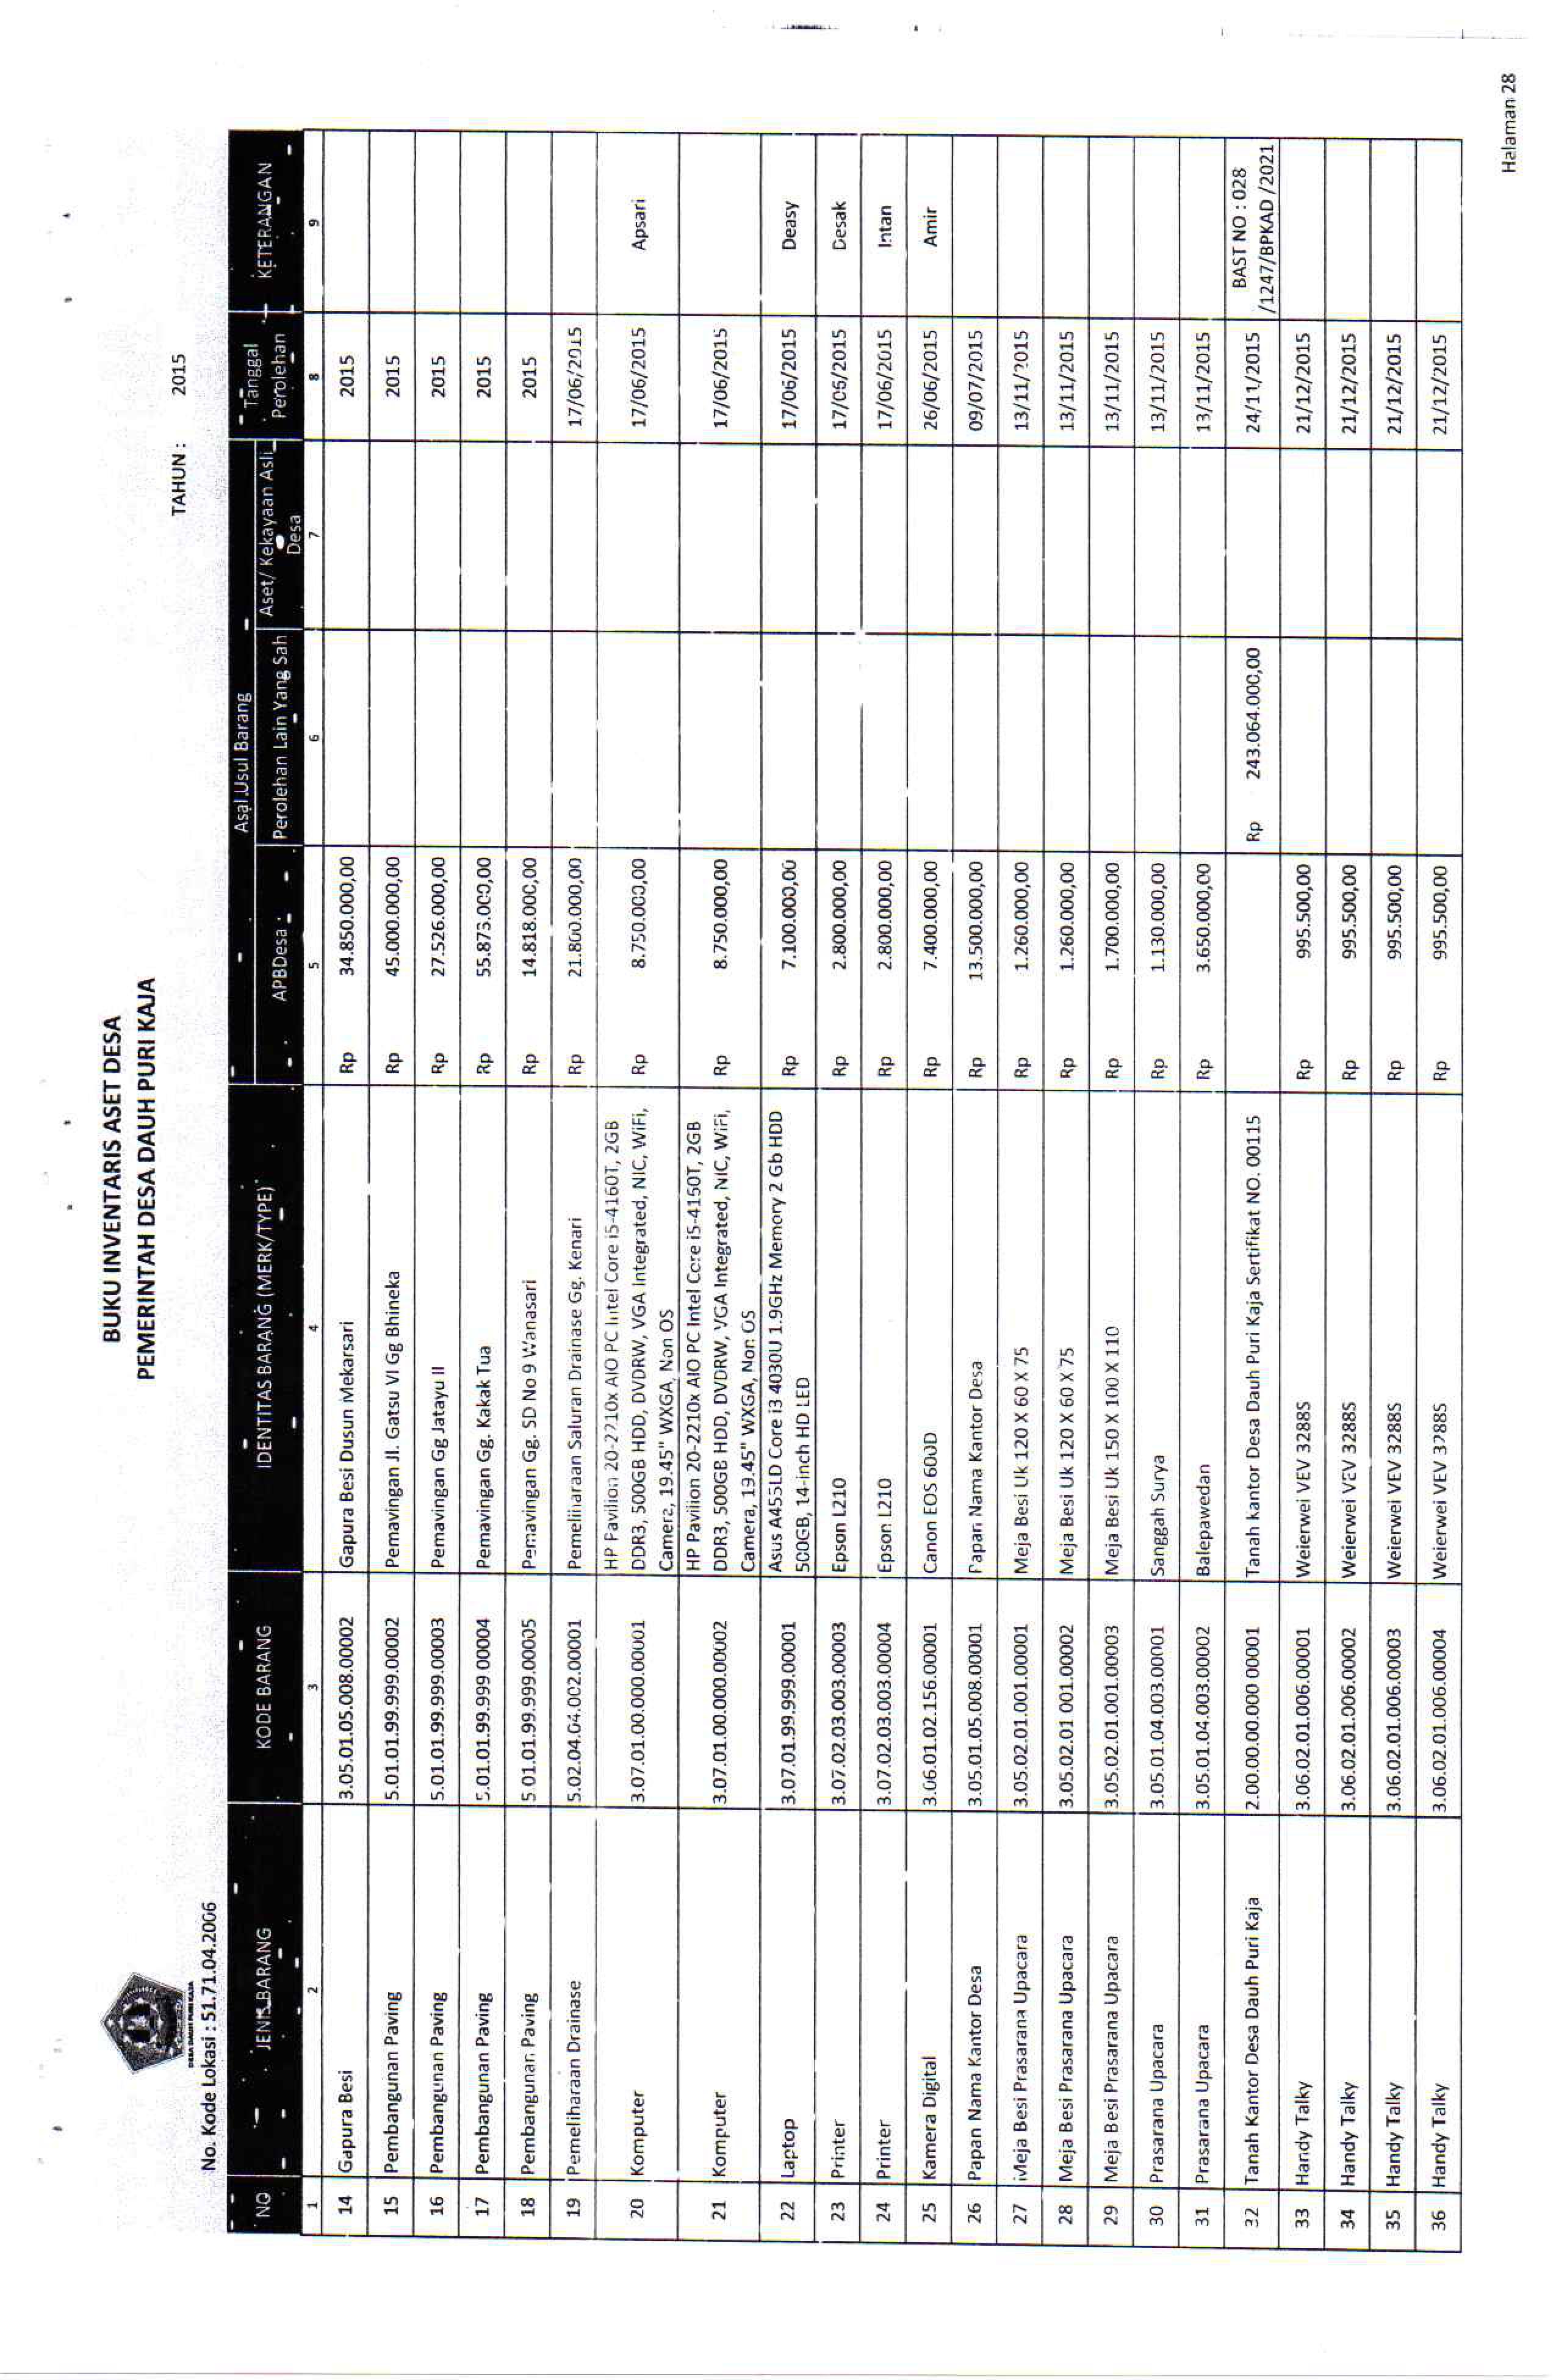 BUKU INVENTARIS ASET DESA
PEMERINTAH DESA DAUH PURI KAJA
TAHUN : 2015
DESA DAUH PURI KAJA
No. Kode Lokasi : 51.71.04.2006
NO JENIS BARANG KODE BARANG IDENTITAS BARANG (MERK/TYPE) Asal Usul Barang Tanggal Perolehan KETERANGAN
APBDesa Perolehan Lain Yang Sah Aset/ Kekayaan Asli Desa
1 2 3 4 5 6 7 8 9
14 Gapura Besi 3.05.01.05.008.00002 Gapura Besi Dusun Mekarsari Rp 34.850.000,00 2015
15 Pembangunan Paving 5.01.01.99.999.00002 Pemavingan Jl. Gatsu VI Gg Bhineka Rp 45.000.000,00 2015
16 Pembangunan Paving 5.01.01.99.999.00003 Pemavingan Gg Jatayu II Rp 27.526.000,00 2015
17 Pembangunan Paving 5.01.01.99.999.00004 Pemavingan Gg. Kakak Tua Rp 55.873.000,00 2015
18 Pembangunan Paving 5.01.01.99.999.00005 Pemavingan Gg. SD No 9 Wanasari Rp 14.818.000,00 2015
19 Pemeliharaan Drainase 5.02.04.04.002.00001 Pemeliharaan Saluran Drainase Gg. Kenari Rp 21.800.000,00 17/06/2015
20 Komputer 3.07.01.00.000.00001 HP Pavilion 20-2210x AIO PC Intel Core i5-4160T, 2GB
DDR3, 500GB HDD, DVDRW, VGA Integrated, NIC, WiFi,
Camera, 19.45" WXGA, Non OS Rp 8.750.000,00 17/06/2015 Apsari
21 Komputer 3.07.01.00.000.00002 HP Pavilion 20-2210x AIO PC Intel Core i5-4150T, 2GB
DDR3, 500GB HDD, DVDRW, VGA Integrated, NIC, WiFi,
Camera, 19.45" WXGA, Non OS Rp 8.750.000,00 17/06/2015
22 Laptop 3.07.01.99.999.00001 Asus A455LD Core i3 4030U 1.9GHz Memory 2 Gb HDD
500GB, 14-inch HD LED Rp 7.100.000,00 17/06/2015 Deasy
23 Printer 3.07.02.03.003.00003 Epson L210 Rp 2.800.000,00 17/06/2015 Desak
24 Printer 3.07.02.03.003.00004 Epson L210 Rp 2.800.000,00 17/06/2015 Intan
25 Kamera Digital 3.06.01.02.156.00001 Canon EOS 600D Rp 7.400.000,00 26/06/2015 Amir
26 Papan Nama Kantor Desa 3.05.01.05.008.00001 Papan Nama Kantor Desa Rp 13.500.000,00 09/07/2015
27 Meja Besi Prasarana Upacara 3.05.02.01.001.00001 Meja Besi Uk 120 X 60 X 75 Rp 1.260.000,00 13/11/2015
28 Meja Besi Prasarana Upacara 3.05.02.01.001.00002 Meja Besi Uk 120 X 60 X 75 Rp 1.260.000,00 13/11/2015
29 Meja Besi Prasarana Upacara 3.05.02.01.001.00003 Meja Besi Uk 150 X 100 X 110 Rp 1.700.000,00 13/11/2015
30 Prasarana Upacara 3.05.01.04.003.00001 Sanggah Surya Rp 1.130.000,00 13/11/2015
31 Prasarana Upacara 3.05.01.04.003.00002 Balepawedan Rp 3.650.000,00 13/11/2015
32 Tanah Kantor Desa Dauh Puri Kaja 2.00.00.00.000.00001 Tanah kantor Desa Dauh Puri Kaja Sertifikat NO. 00115 Rp 243.064.000,00 24/11/2015 BAST NO : 028
/1247/BPKAD /2021
33 Handy Talky 3.06.02.01.006.00001 Weierwei VEV 3288S Rp 995.500,00 21/12/2015
34 Handy Talky 3.06.02.01.006.00002 Weierwei VEV 3288S Rp 995.500,00 21/12/2015
35 Handy Talky 3.06.02.01.006.00003 Weierwei VEV 3288S Rp 995.500,00 21/12/2015
36 Handy Talky 3.06.02.01.006.00004 Weierwei VEV 3288S Rp 995.500,00 21/12/2015
Halaman 28